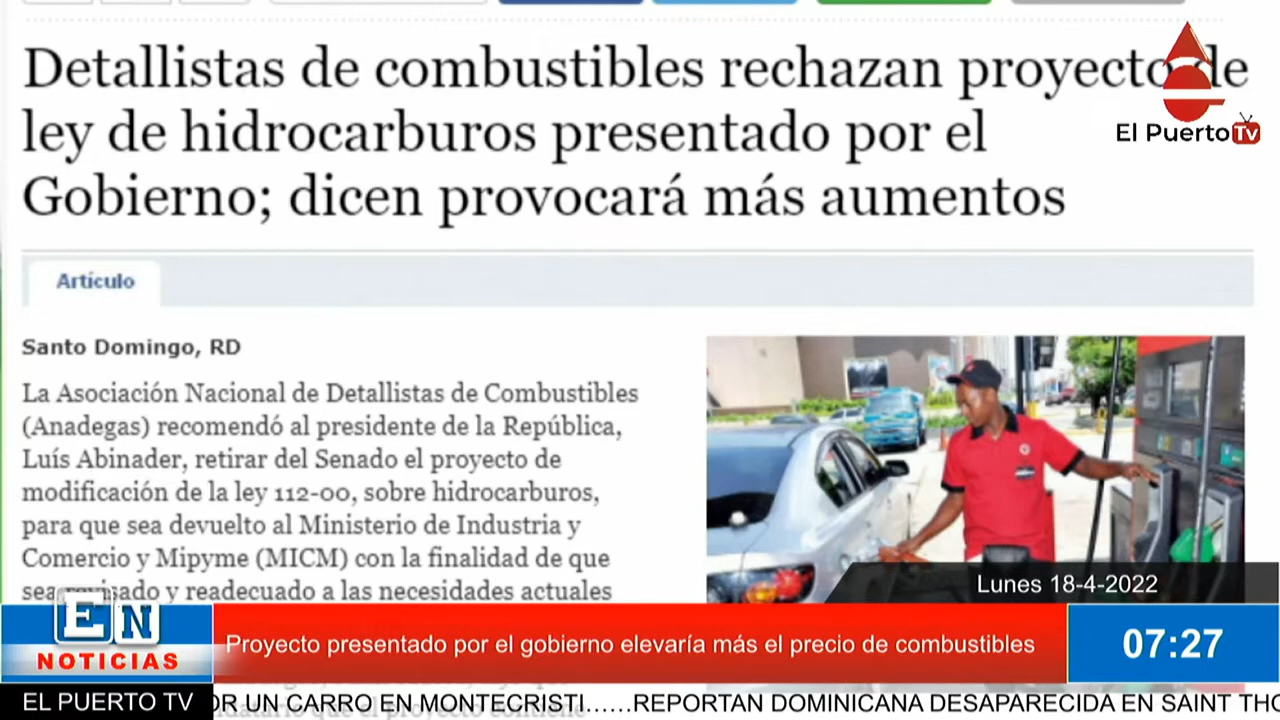 Detallistas de combustibles rechazan proyecto de
ley de hidrocarburos presentado por el
Gobierno; dicen provocará más aumentos
El Puerto Tv
Artículo
Santo Domingo, RD
La Asociación Nacional de Detallistas de Combustibles
(Anadegas) recomendó al presidente de la República,
Luís Abinader, retirar del Senado el proyecto de
modificación de la ley 112-00, sobre hidrocarburos,
para que sea devuelto al Ministerio de Industria y
Comercio y Mipyme (MICM) con la finalidad de que
sea revisado y readecuado a las necesidades actuales
Lunes 18-4-2022
EN
NOTICIAS
Proyecto presentado por el gobierno elevaría más el precio de combustibles
07:27
EL PUERTO TV
OR UN CARRO EN MONTECRISTI......REPORTAN DOMINICANA DESAPARECIDA EN SAINT THO